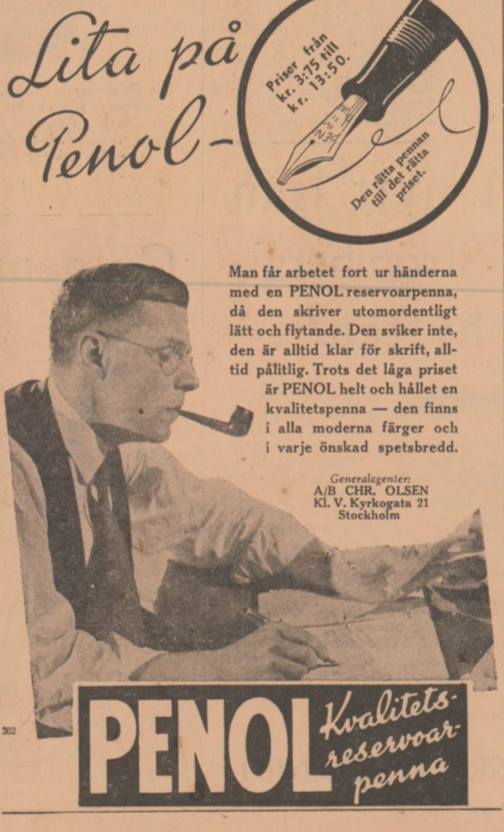 Lita på
Penol-
Priser från
kr. 3:75 till
kr. 13:50.
PEN
Den rätta pennan
till det rätta
priset.
Man får arbetet fort ur händerna
med en PENOL reservoarpenna,
då den skriver utomordentligt
lätt och flytande. Den sviker inte,
den är alltid klar för skrift, all-
tid pålitlig. Trots det låga priset
är PENOL helt och hållet en
kvalitetspenna — den finns
i alla moderna färger och
i varje önskad spetsbredd.
Generalagenter:
A/B CHR. OLSEN
Kl. V. Kyrkogata 21
Stockholm
302
PENOL
Kvalitets-
reservoar-
penna